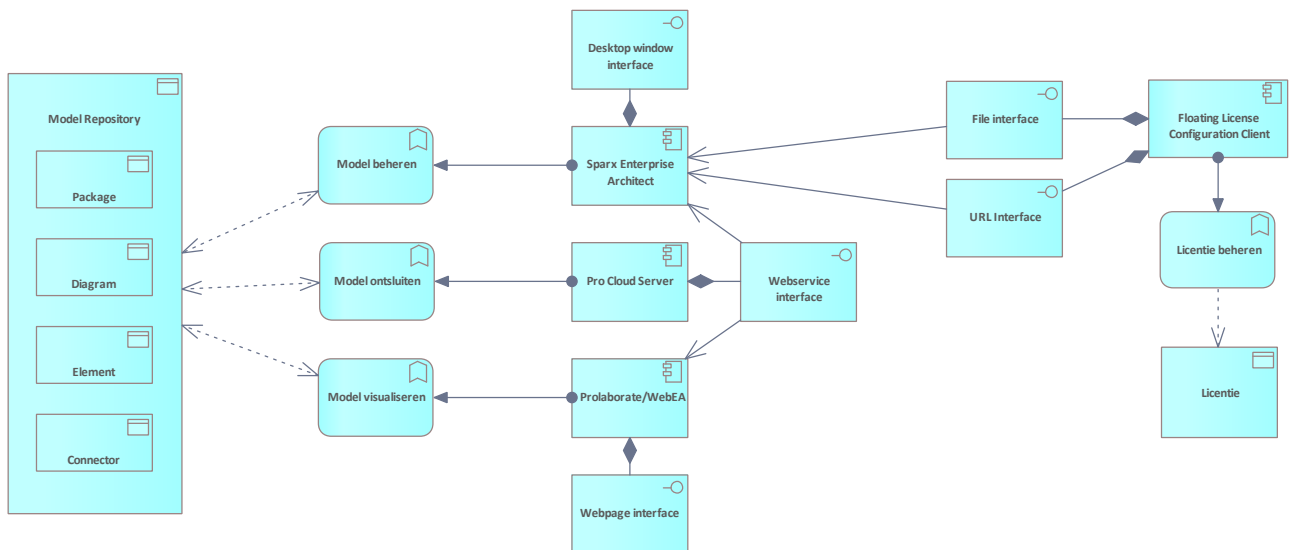 Desktop window
interface
Model Repository
Package
Diagram
Element
Connector
Model beheren
Model ontsluiten
Model visualiseren
Sparx Enterprise
Architect
Pro Cloud Server
Prolaborate/WebEA
Webpage interface
Webservice
interface
File interface
URL Interface
Floating License
Configuration Client
Licentie beheren
Licentie